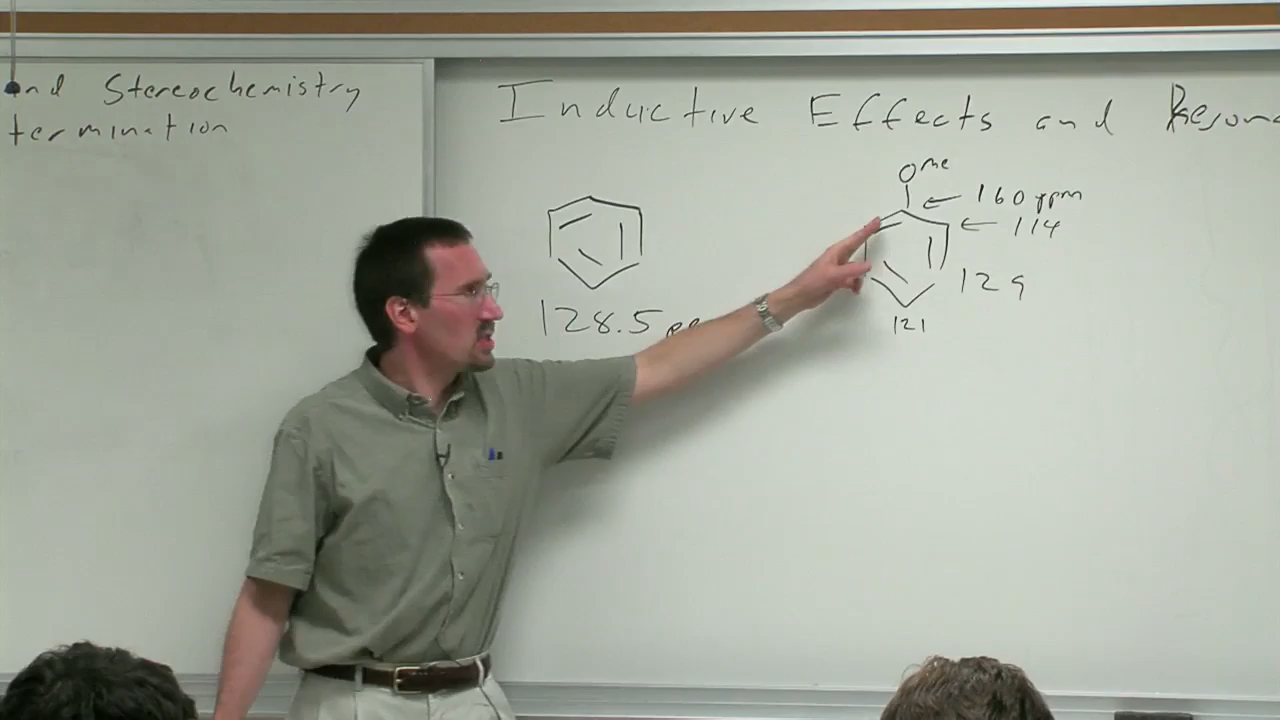 and Stereochemistry
termination
Inductive Effects and
OMe
← 160 ppm
← 114
129
121
128.5